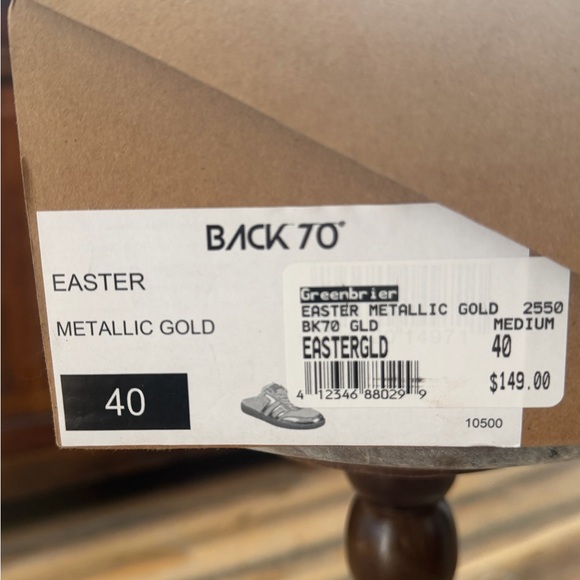 BACK 70°
EASTER
METALLIC GOLD
40
10500
Greenbrier
EASTER METALLIC GOLD 2550
BK70 GLD MEDIUM
EASTERGLD 40
$149.00
4 12346 88029 9